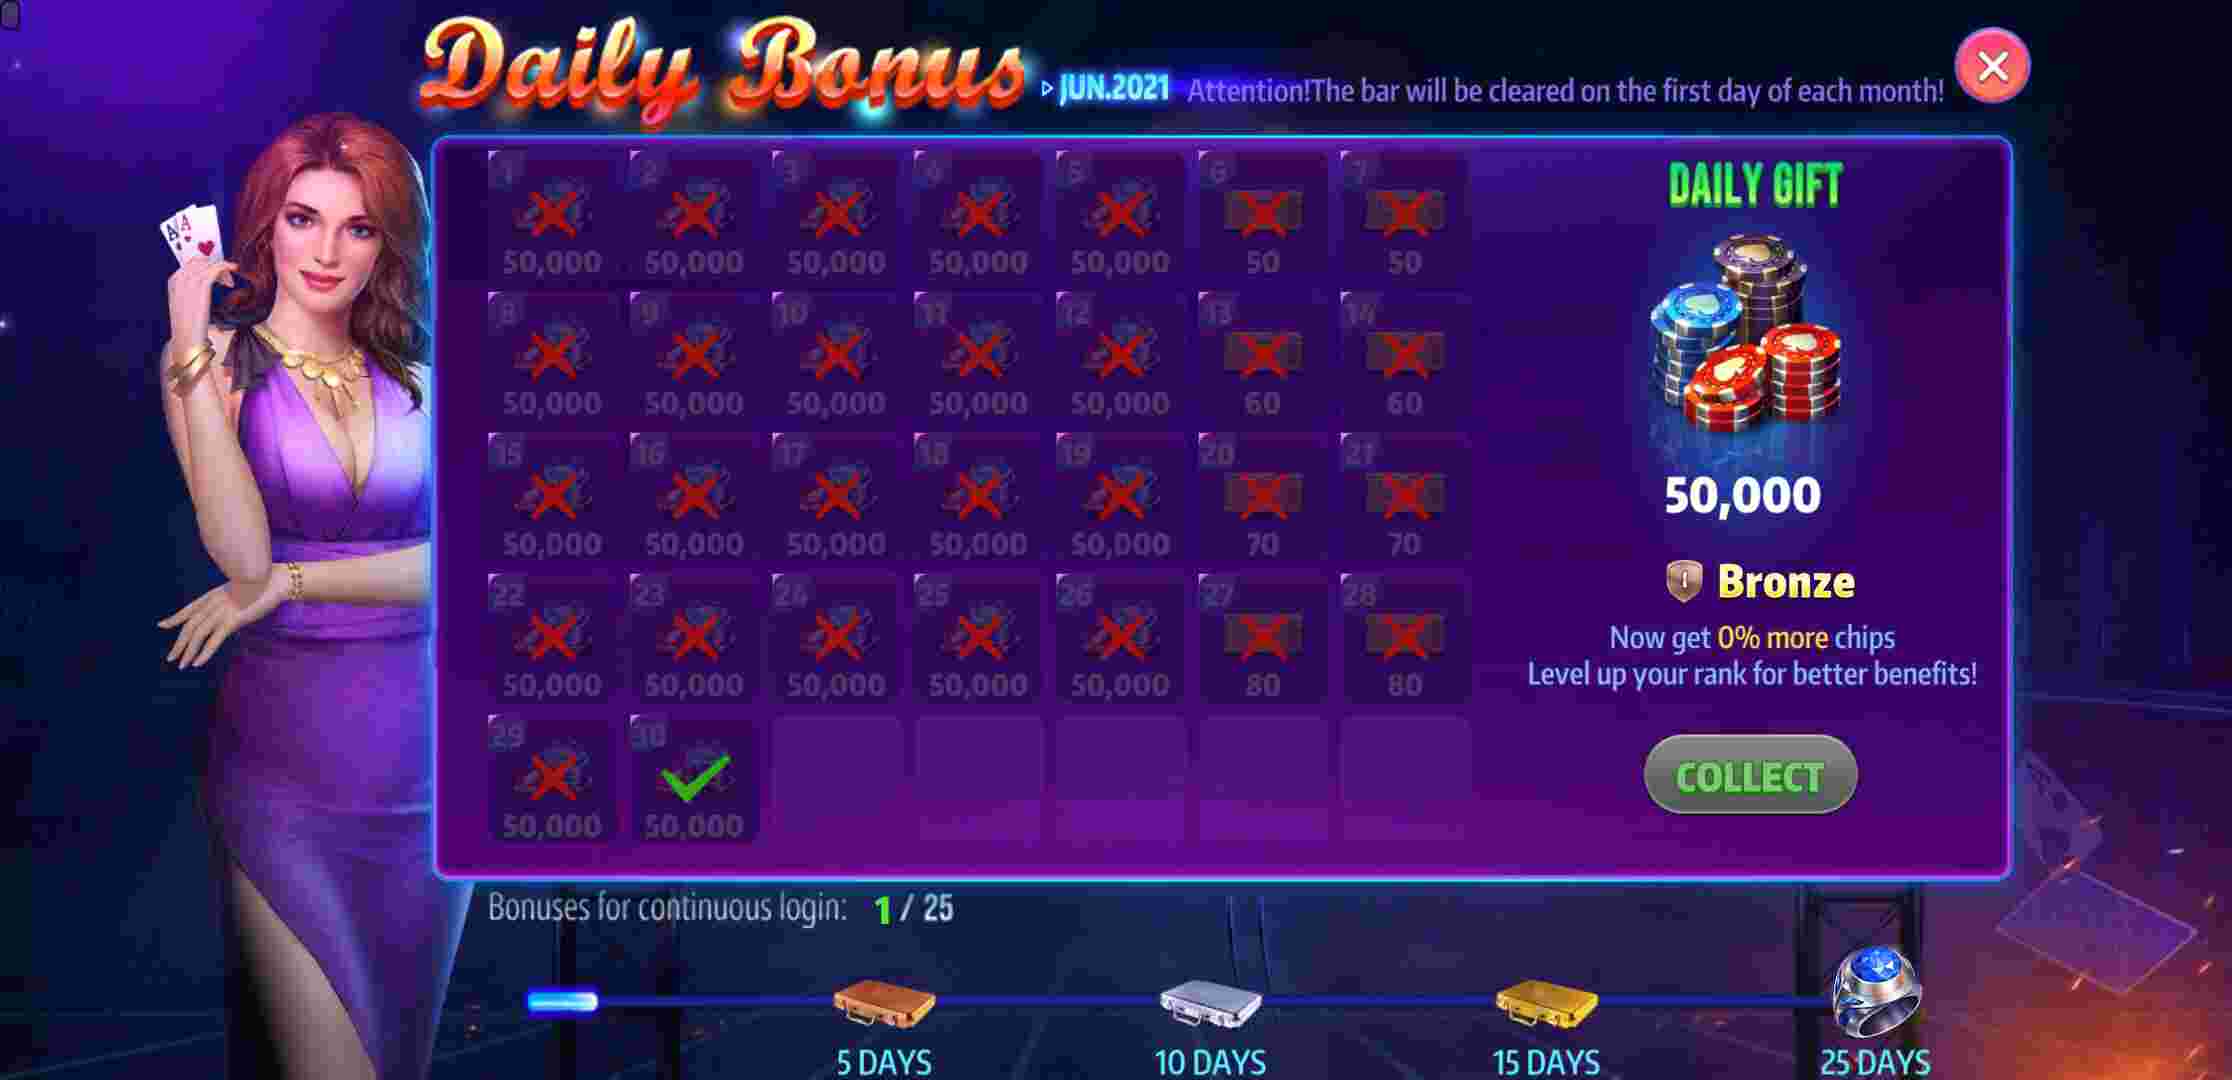 Daily Bonus
JUN.2021
Attention!The bar will be cleared on the first day of each month!
1 2 3 4 5 6 7
50,000 50,000 50,000 50,000 50,000 50 50
8 9 10 11 12 13 14
50,000 50,000 50,000 50,000 50,000 60 60
15 16 17 18 19 20 21
50,000 50,000 50,000 50,000 50,000 70 70
22 23 24 25 26 27 28
50,000 50,000 50,000 50,000 50,000 80 80
29 30
50,000 50,000
DAILY GIFT
50,000
Bronze
Now get 0% more chips
Level up your rank for better benefits!
COLLECT
Bonuses for continuous login: 1 / 25
5 DAYS 10 DAYS 15 DAYS 25 DAYS
A A